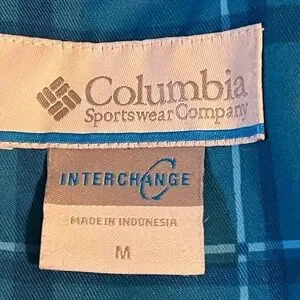 Columbia
Sportswear Company
INTERCHANGE
MADE IN INDONESIA
M